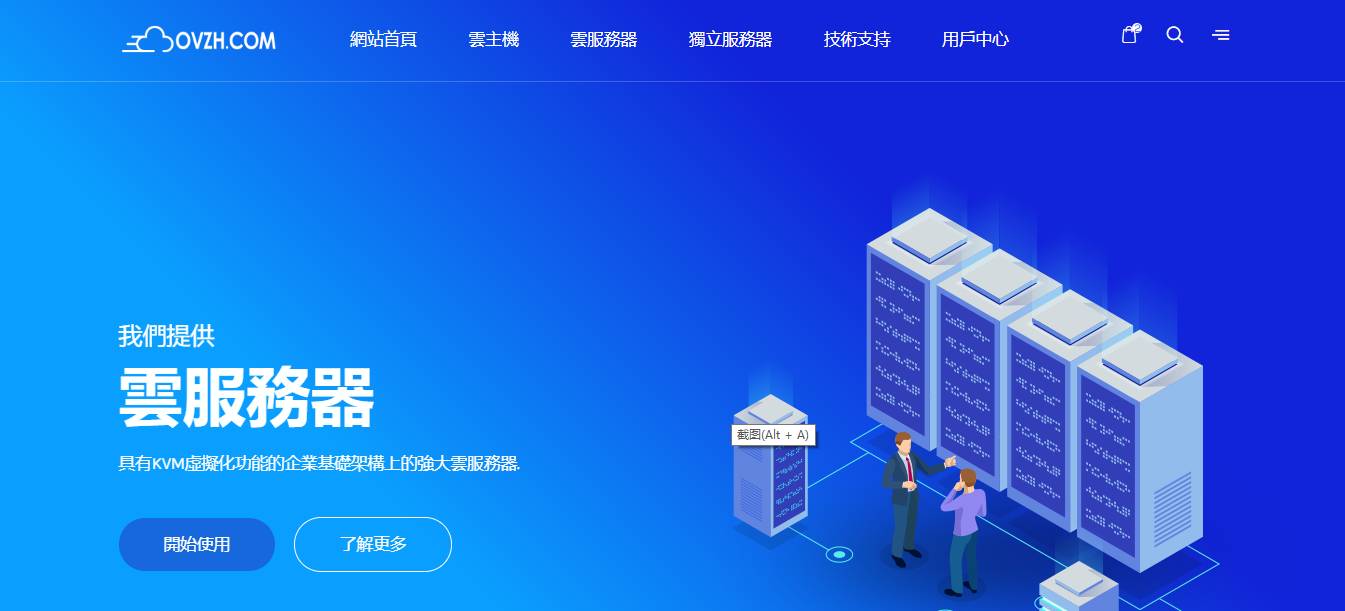 OVZH.COM
網站首頁
雲主機
雲服務器
獨立服務器
技術支持
用戶中心
我們提供
雲服務器
具有KVM虛擬化功能的企業基礎架構上的強大雲服務器.
開始使用
了解更多
截图(Alt + A)